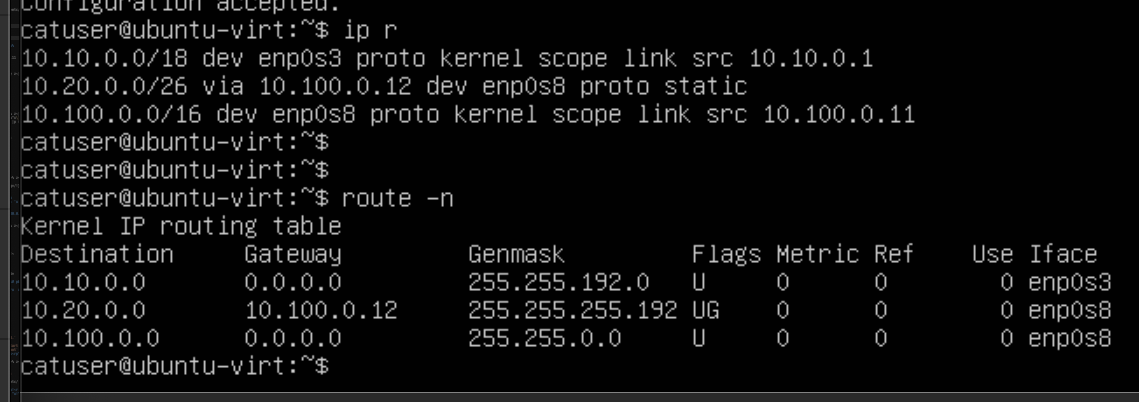 Configuration accepted.
catuser@ubuntu-virt:~$ ip r
10.10.0.0/18 dev enp0s3 proto kernel scope link src 10.10.0.1
10.20.0.0/26 via 10.100.0.12 dev enp0s8 proto static
10.100.0.0/16 dev enp0s8 proto kernel scope link src 10.100.0.11
catuser@ubuntu-virt:~$
catuser@ubuntu-virt:~$
catuser@ubuntu-virt:~$ route -n
Kernel IP routing table
Destination     Gateway         Genmask         Flags Metric Ref    Use Iface
10.10.0.0       0.0.0.0         255.255.192.0   U     0      0        0 enp0s3
10.20.0.0       10.100.0.12     255.255.255.192 UG    0      0        0 enp0s8
10.100.0.0      0.0.0.0         255.255.0.0     U     0      0        0 enp0s8
catuser@ubuntu-virt:~$